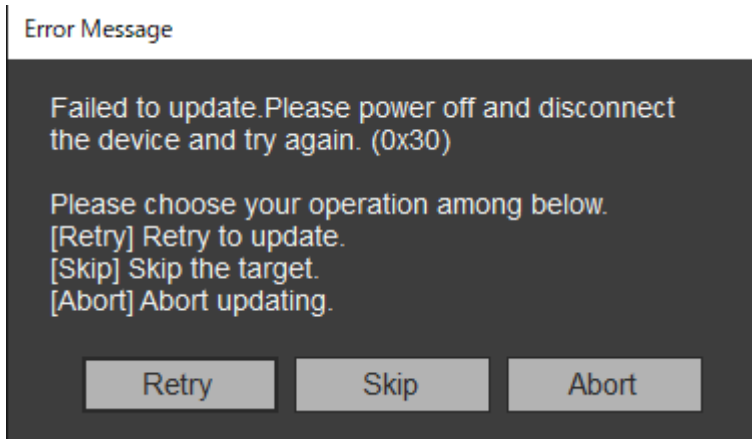 Error Message
Failed to update.Please power off and disconnect
the device and try again. (0x30)
Please choose your operation among below.
[Retry] Retry to update.
[Skip] Skip the target.
[Abort] Abort updating.
Retry Skip Abort